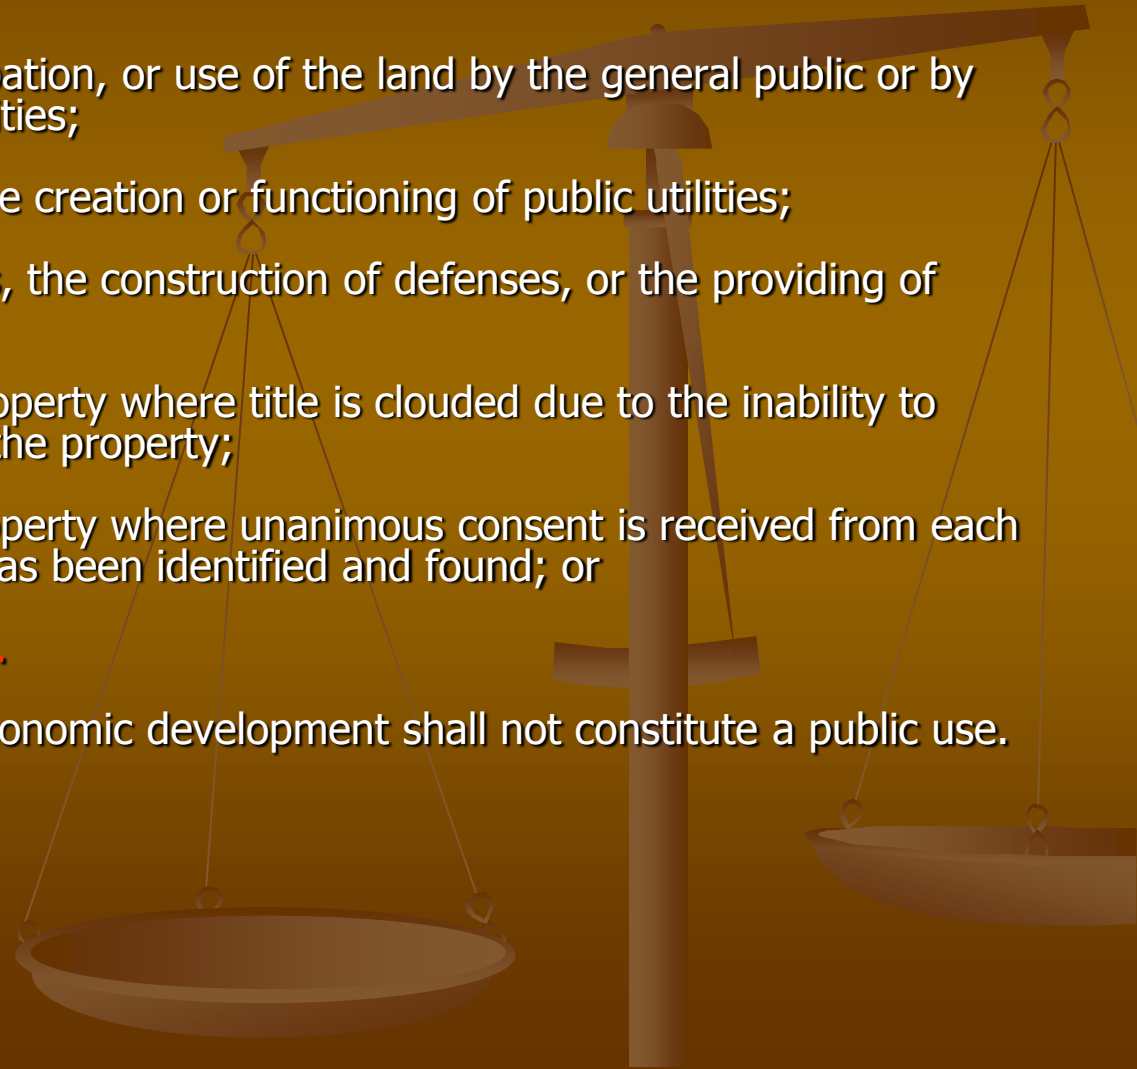 ation, or use of the land by the general public or by
ties;
e creation or functioning of public utilities;
, the construction of defenses, or the providing of
perty where title is clouded due to the inability to
the property;
perty where unanimous consent is received from each
as been identified and found; or
.
onomic development shall not constitute a public use.